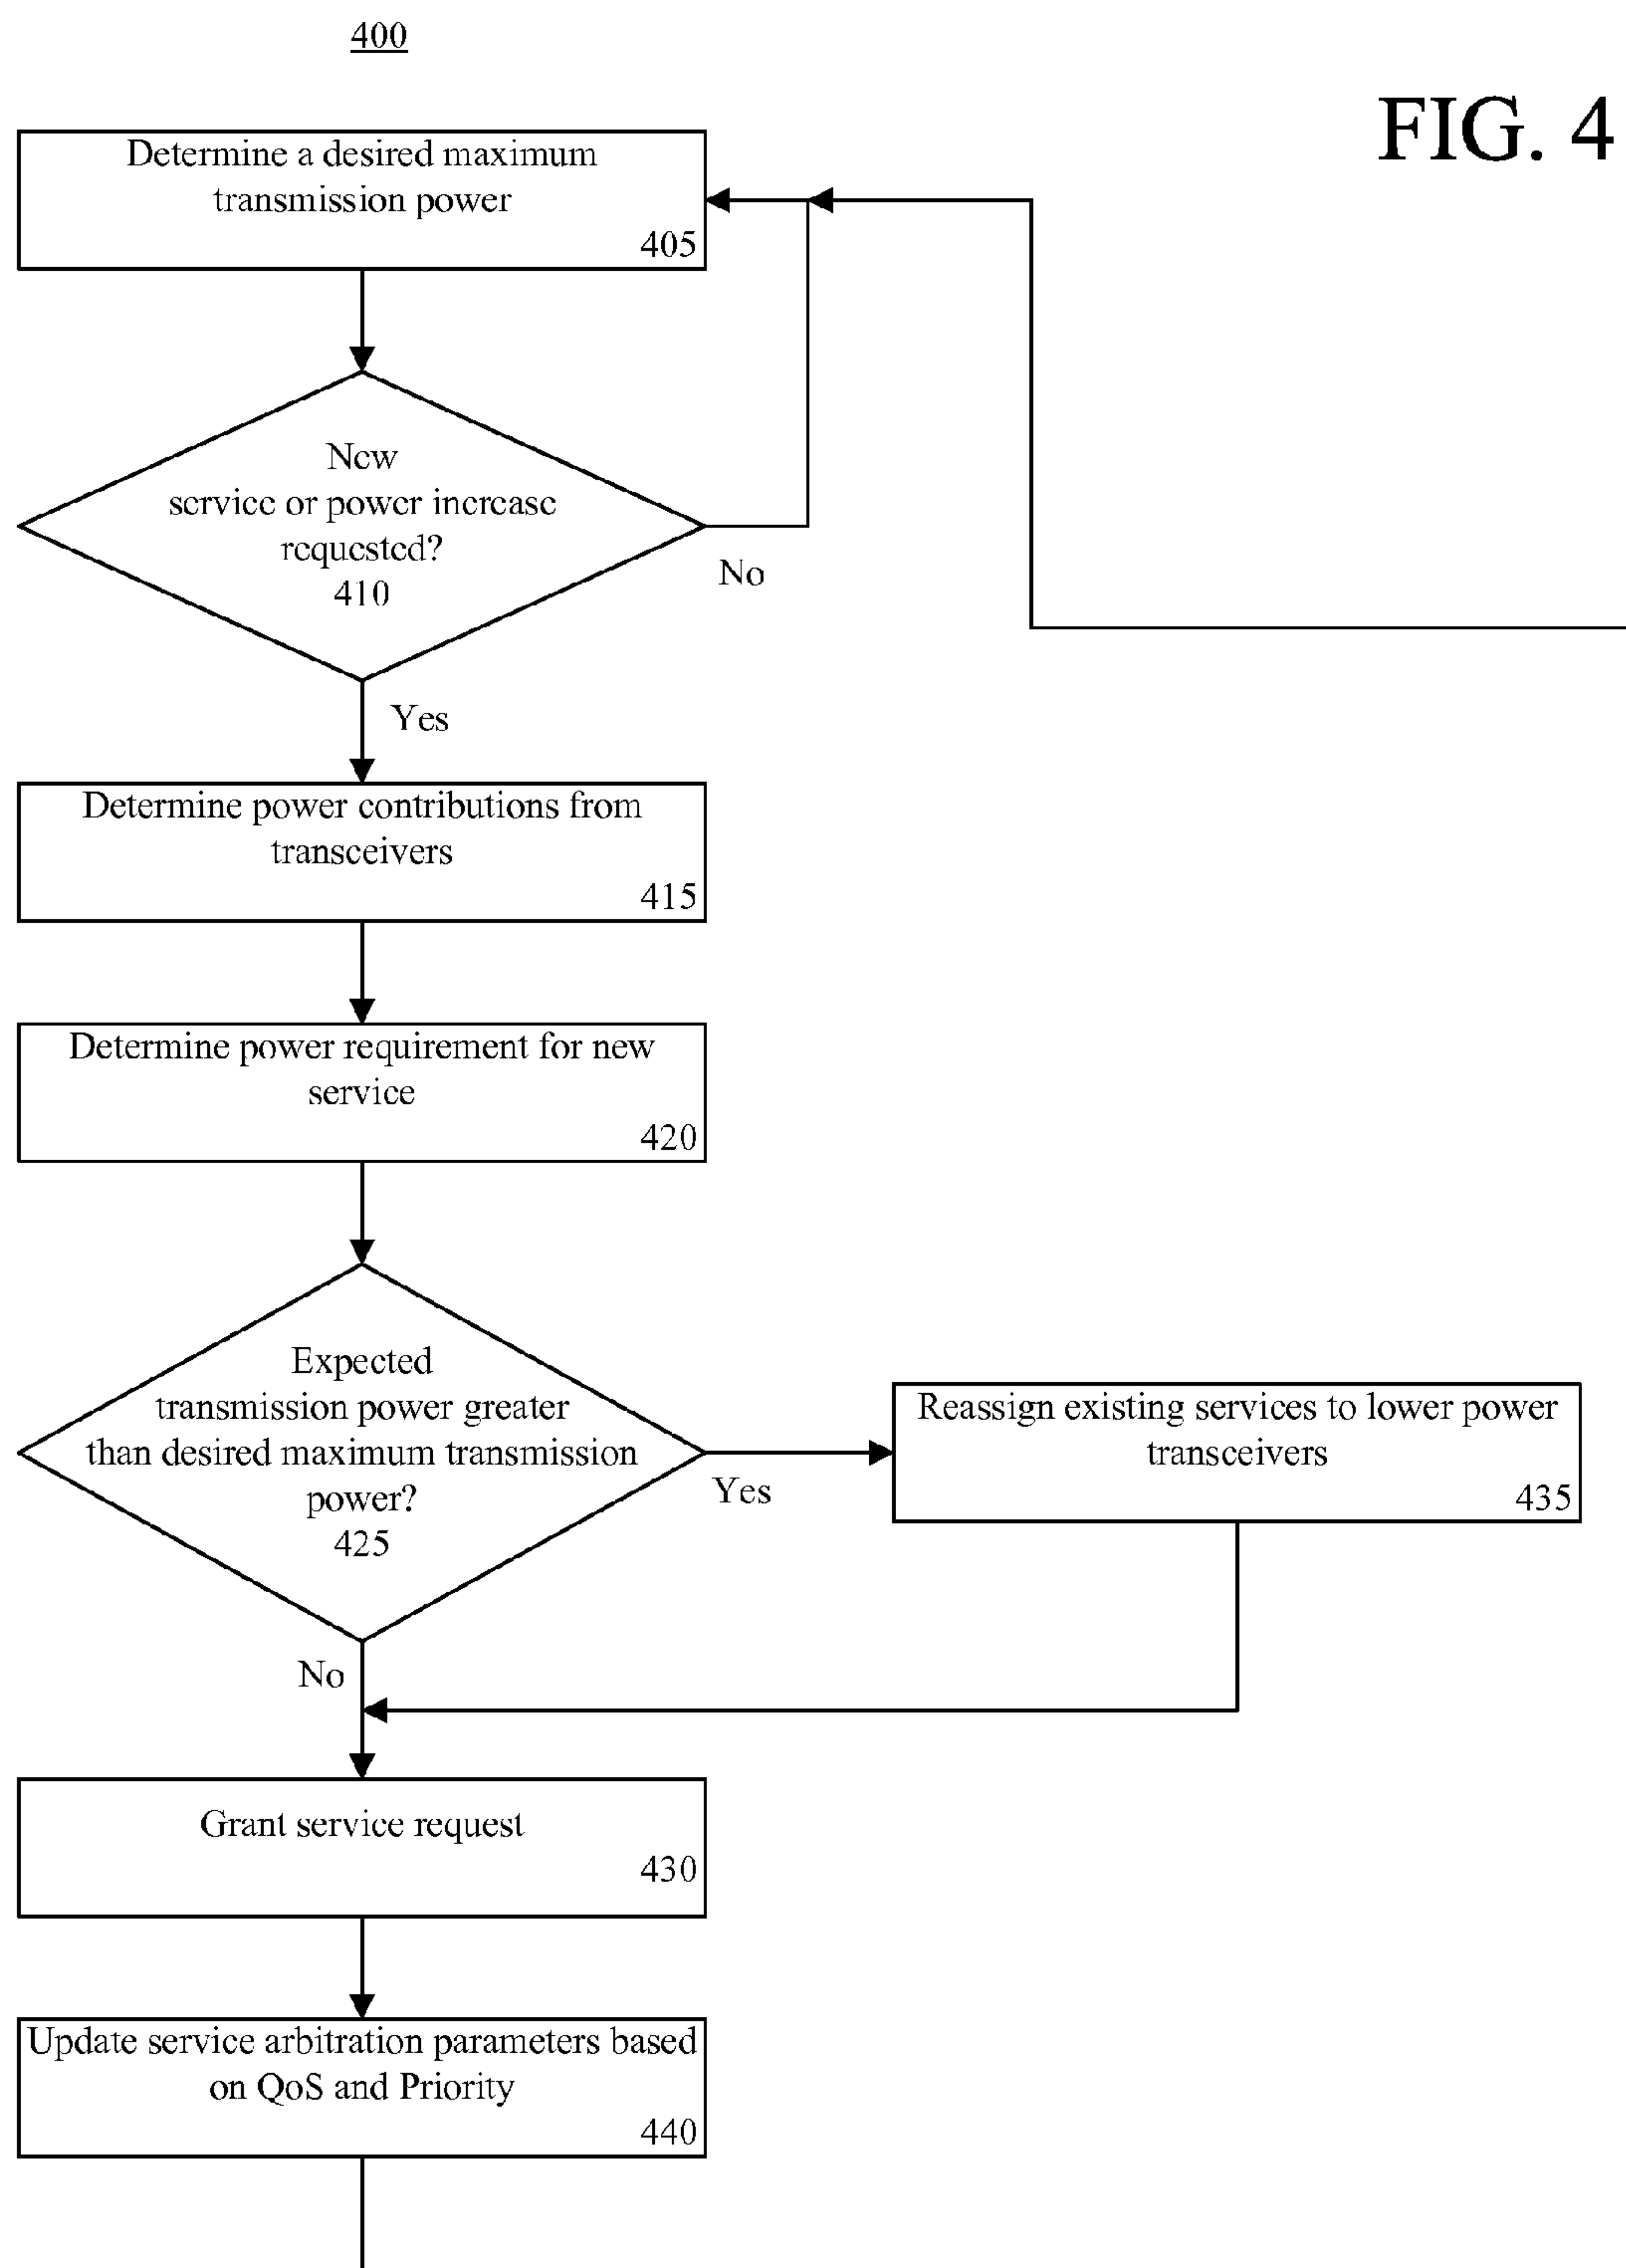 400
FIG. 4
Determine a desired maximum
transmission power
405
New
service or power increase
requested?
410
No
Yes
Determine power contributions from
transceivers
415
Determine power requirement for new
service
420
Expected
transmission power greater
than desired maximum transmission
power?
425
Yes
Reassign existing services to lower power
transceivers
435
No
Grant service request
430
Update service arbitration parameters based
on QoS and Priority
440